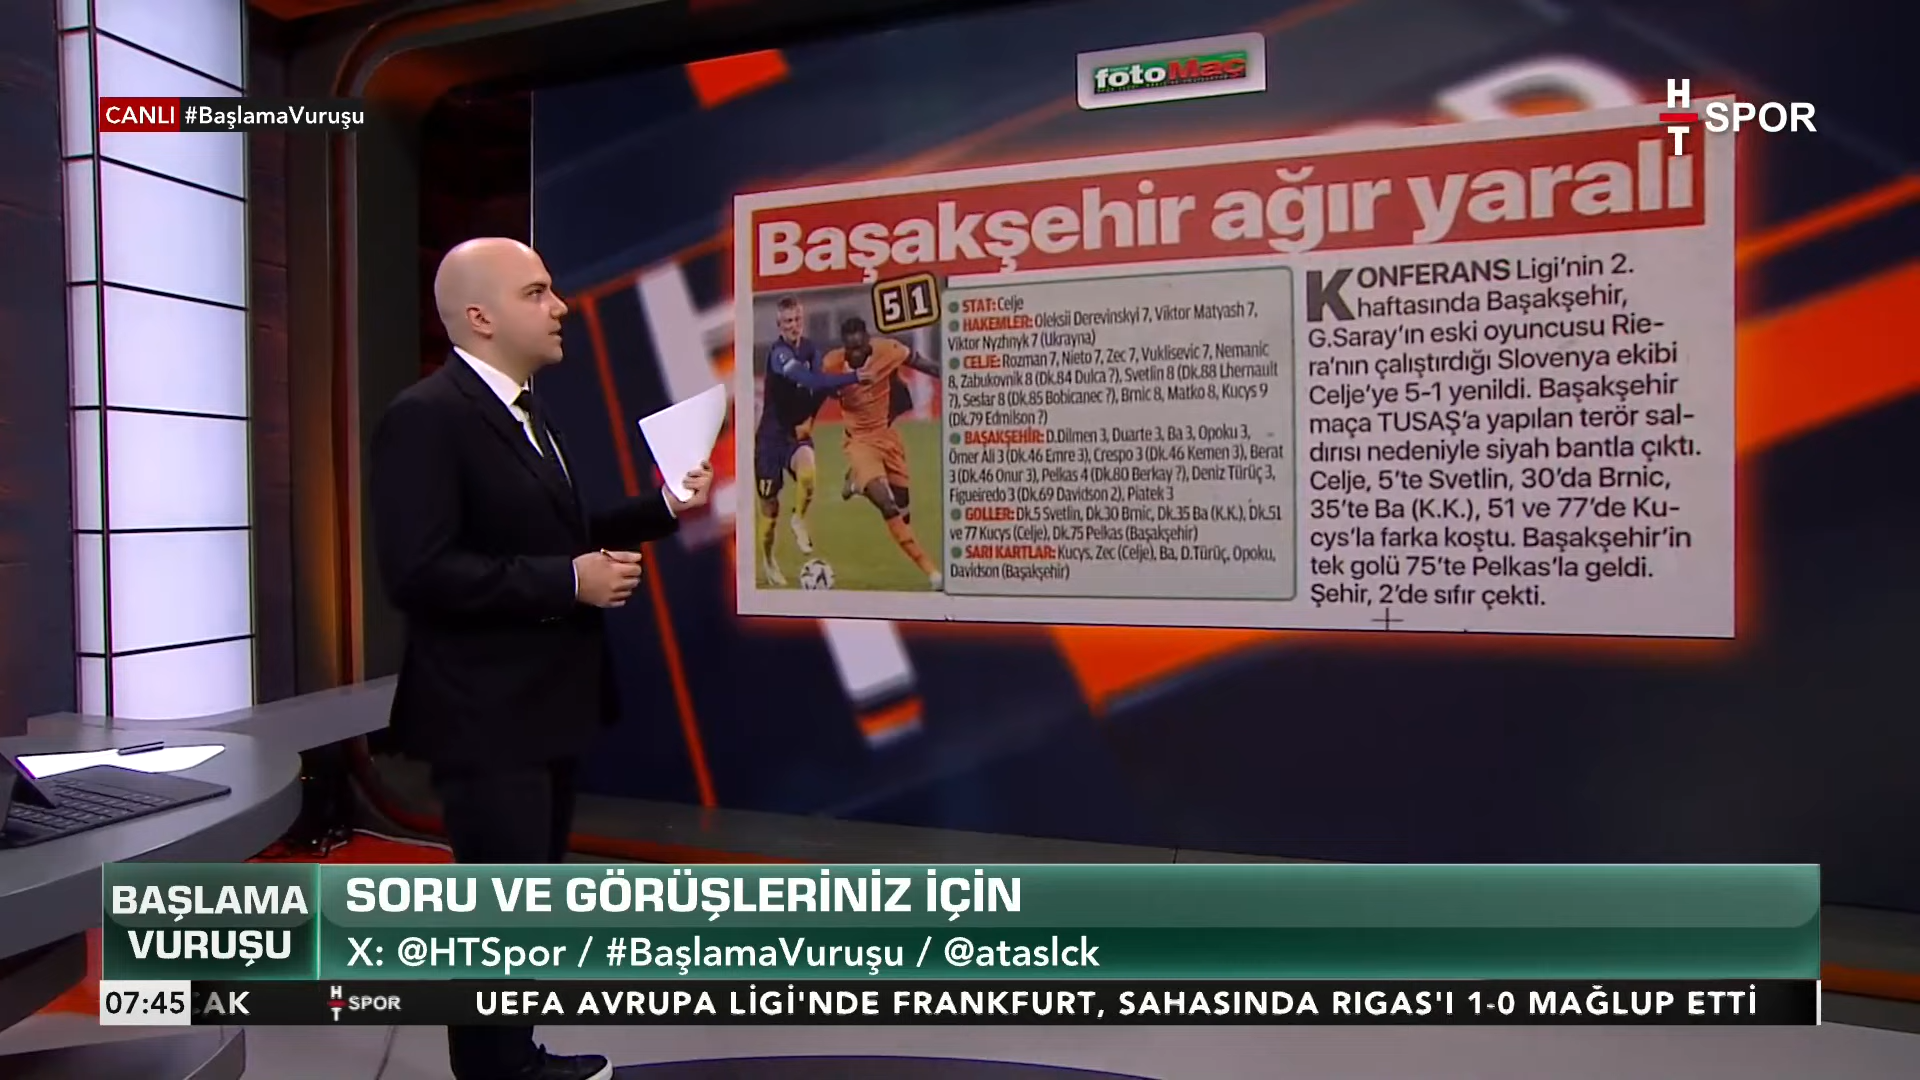 CANLI #BaşlamaVuruşu
fotoMaç
HT SPOR
Başakşehir ağır yaralı
5 1
STAT: Celje
HAKEMLER: Oleksii Derevinskyi 7, Viktor Matyash 7,
Viktor Nyzhnyk 7 (Ukrayna)
CELJE: Rozman 7, Nieto 7, Zec 7, Vuklisevic 7, Nemanic
8, Zabukovnik 8 (Dk.84 Dulca ?), Svetlin 8 (Dk.88 Lhernault
?), Seslar 8 (Dk.85 Bobicanec ?), Brnic 8, Matko 8, Kucys 9
(Dk.79 Edmilson ?)
BAŞAKŞEHİR: D.Dilmen 3, Duarte 3, Ba 3, Opoku 3,
Ömer Ali 3 (Dk.46 Emre 3), Crespo 3 (Dk.46 Kemen 3), Berat
3 (Dk.46 Onur 3), Pelkas 4 (Dk.80 Berkay ?), Deniz Türüç 3,
Figueiredo 3 (Dk.69 Davidson 2), Piatek 3
GOLLER: Dk.5 Svetlin, Dk.30 Brnic, Dk.35 Ba (K.K.), Dk.51
ve 77 Kucys (Celje), Dk.75 Pelkas (Başakşehir)
SARI KARTLAR: Kucys, Zec (Celje), Ba, D.Türüç, Opoku,
Davidson (Başakşehir)
KONFERANS Ligi'nin 2.
haftasında Başakşehir,
G.Saray'ın eski oyuncusu Rie-
ra'nın çalıştırdığı Slovenya ekibi
Celje'ye 5-1 yenildi. Başakşehir
maça TUSAŞ'a yapılan terör sal-
dırısı nedeniyle siyah bantla çıktı.
Celje, 5'te Svetlin, 30'da Brnic,
35'te Ba (K.K.), 51 ve 77'de Ku-
cys'la farka koştu. Başakşehir'in
tek golü 75'te Pelkas'la geldi.
Şehir, 2'de sıfır çekti.
BAŞLAMA
VURUŞU
SORU VE GÖRÜŞLERİNİZ İÇİN
X: @HTSpor / #BaşlamaVuruşu / @ataslck
07:45 CAK HT SPOR UEFA AVRUPA LİGİ'NDE FRANKFURT, SAHASINDA RIGAS'I 1-0 MAĞLUP ETTİ